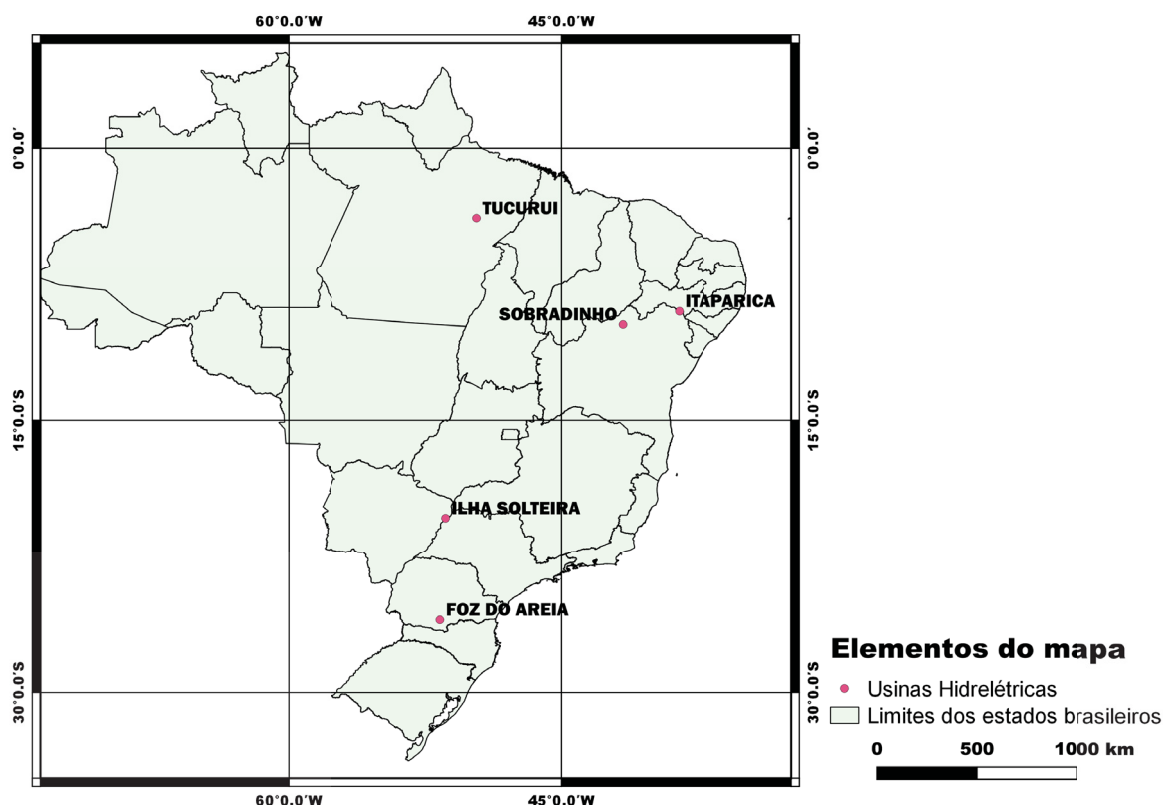 60°0.0'W 45°0.0'W
0°0.0' 0°0.0'
TUCURUI
ITAPARICA
SOBRADINHO
15°0.0'S 15°0.0'S
ILHA SOLTEIRA
FOZ DO AREIA
30°0.0'S 30°0.0'S
60°0.0'W 45°0.0'W
Elementos do mapa
Usinas Hidrelétricas
Limites dos estados brasileiros
0 500 1000 km